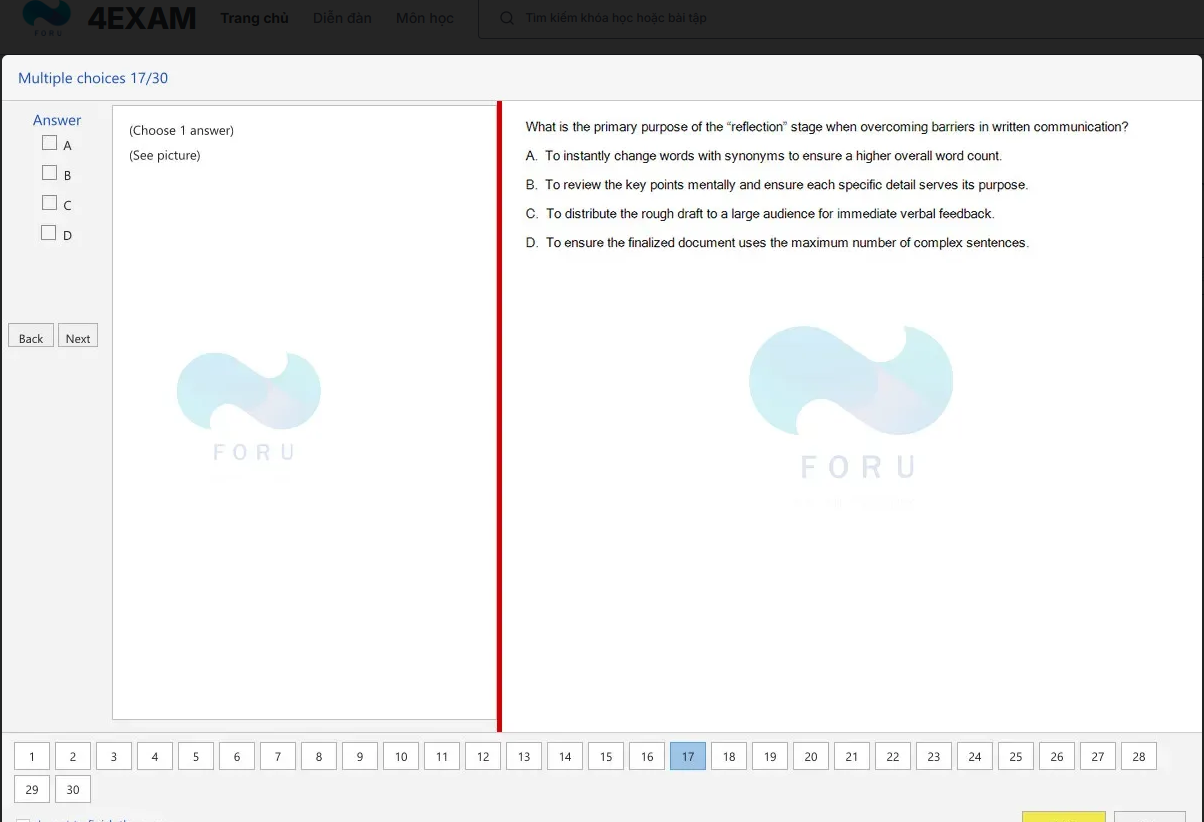 FORU
4EXAM
Trang chủ
Diễn đàn
Môn học
Tìm kiếm khóa học hoặc bài tập
Multiple choices 17/30
Answer
A
B
C
D
Back
Next
(Choose 1 answer)
(See picture)
FORU
What is the primary purpose of the “reflection” stage when overcoming barriers in written communication?
A. To instantly change words with synonyms to ensure a higher overall word count.
B. To review the key points mentally and ensure each specific detail serves its purpose.
C. To distribute the rough draft to a large audience for immediate verbal feedback.
D. To ensure the finalized document uses the maximum number of complex sentences.
FORU
1 2 3 4 5 6 7 8 9 10 11 12 13 14 15 16 17 18 19 20 21 22 23 24 25 26 27 28
29 30